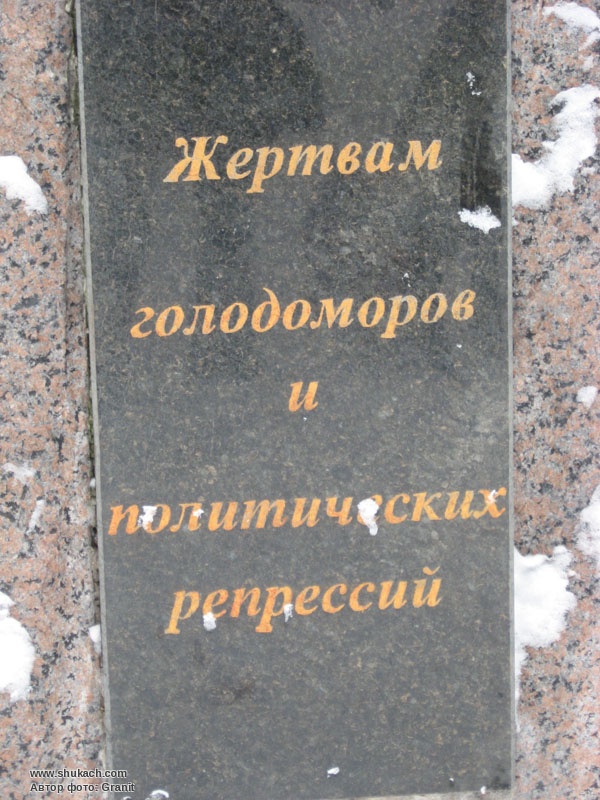 Жертвам
голодоморов
и
политических
репрессий
www.shukach.com
Автор фото: Granit